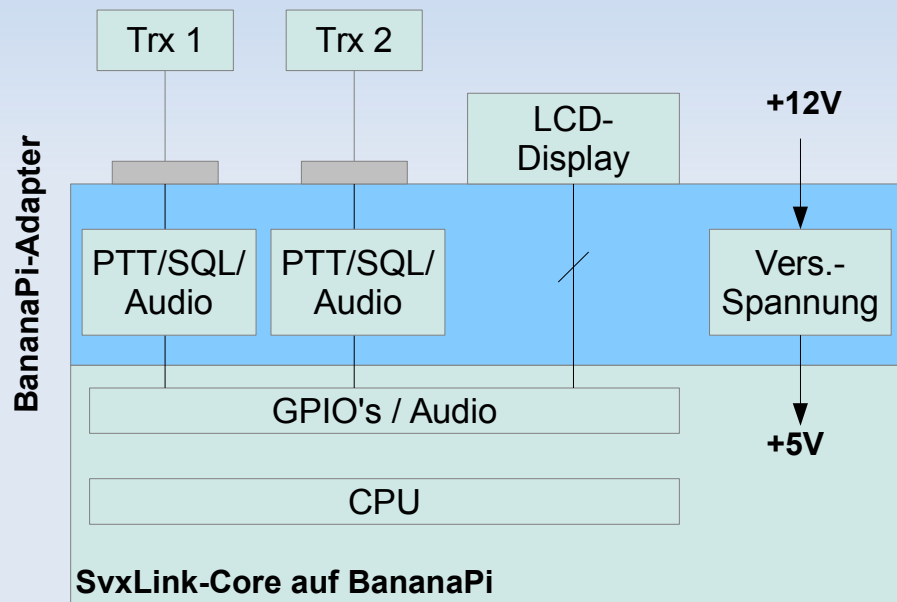 Trx 1
Trx 2
LCD-
Display
+12V
BananaPi-Adapter
PTT/SQL/
Audio
PTT/SQL/
Audio
Vers.-
Spannung
GPIO's / Audio
+5V
CPU
SvxLink-Core auf BananaPi